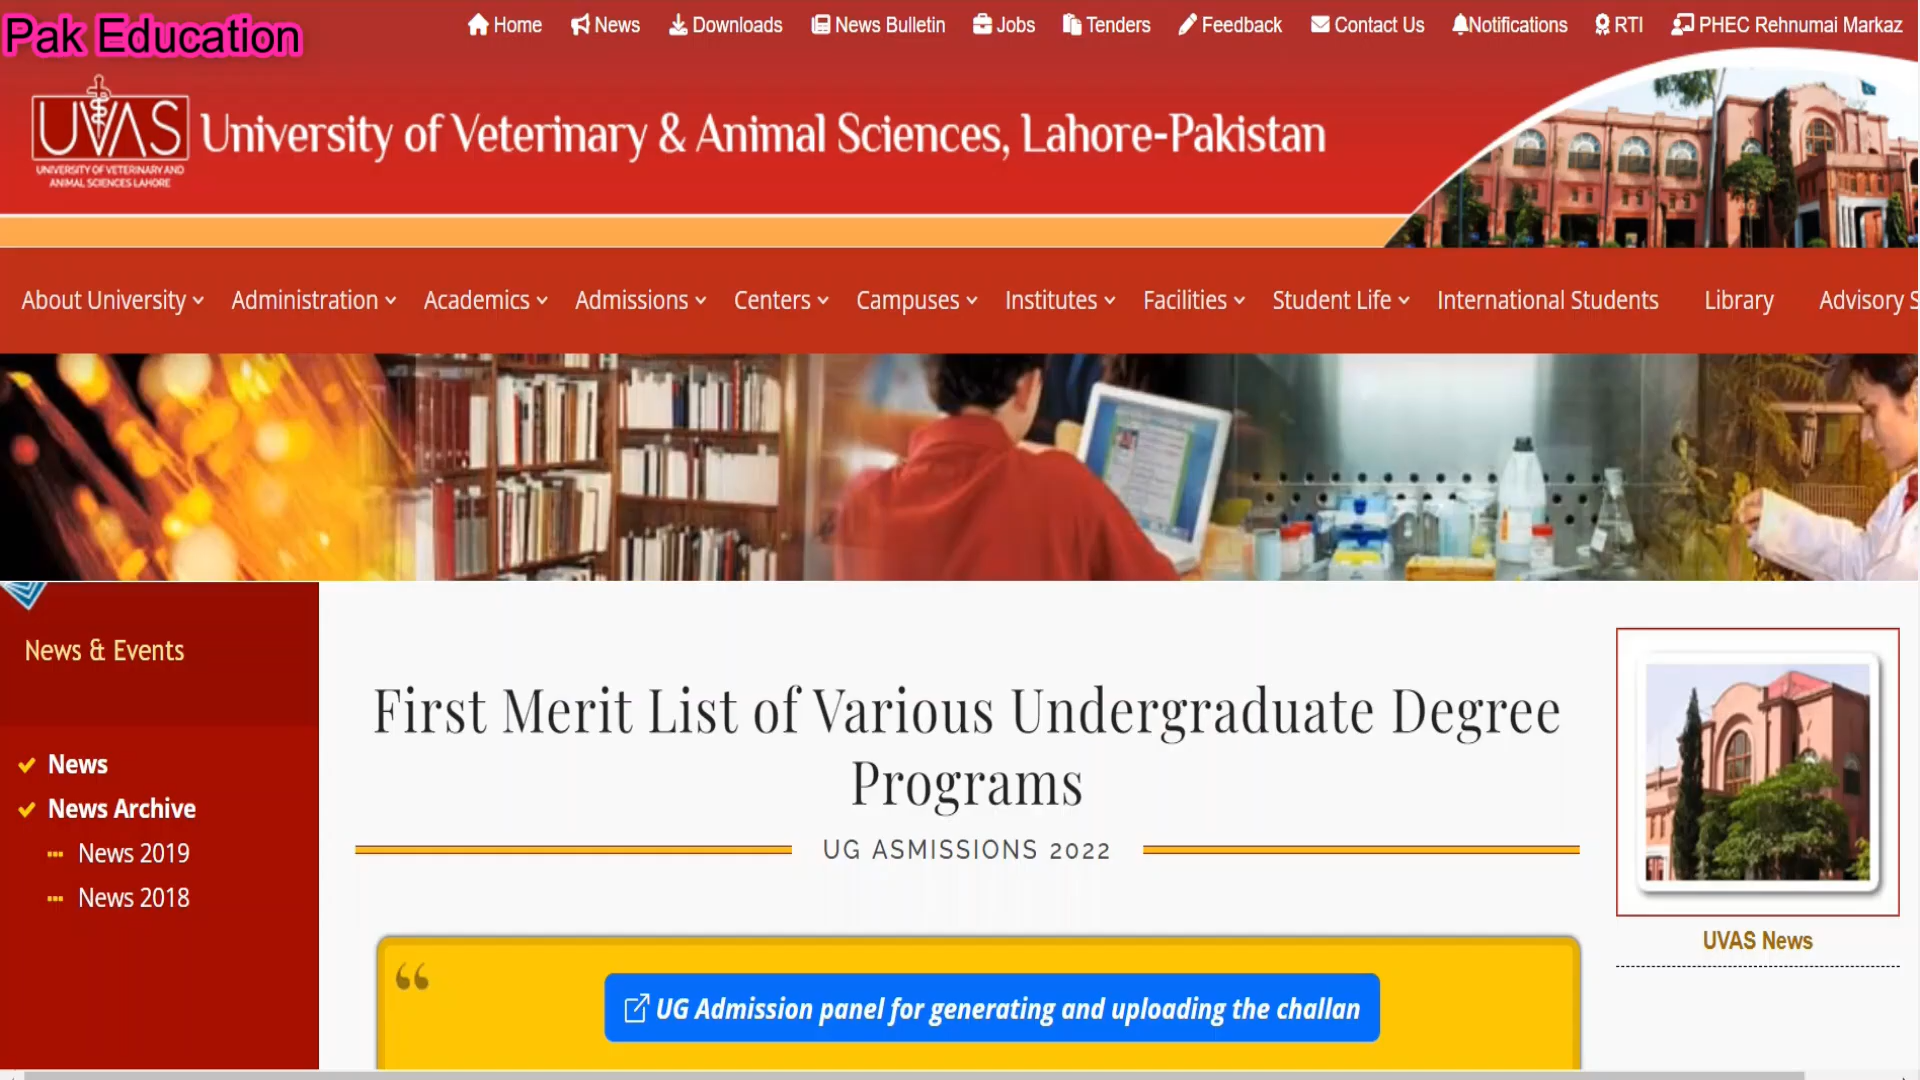 Pak Education
Home News Downloads News Bulletin Jobs Tenders Feedback Contact Us Notifications RTI PHEC Rehnumai Markaz
UVAS
UNIVERSITY OF VETERINARY AND
ANIMAL SCIENCES LAHORE
University of Veterinary & Animal Sciences, Lahore-Pakistan
About University Administration Academics Admissions Centers Campuses Institutes Facilities Student Life International Students Library Advisory S
News & Events
News
News Archive
News 2019
News 2018
First Merit List of Various Undergraduate Degree
Programs
UG ASMISSIONS 2022
“
UG Admission panel for generating and uploading the challan
UVAS News